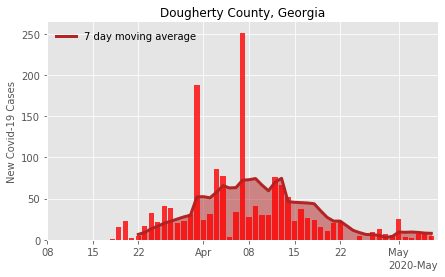 Dougherty County, Georgia
7 day moving average
New Covid-19 Cases
250
200
150
100
50
0
08 15 22 Apr 08 15 22 May
2020-May